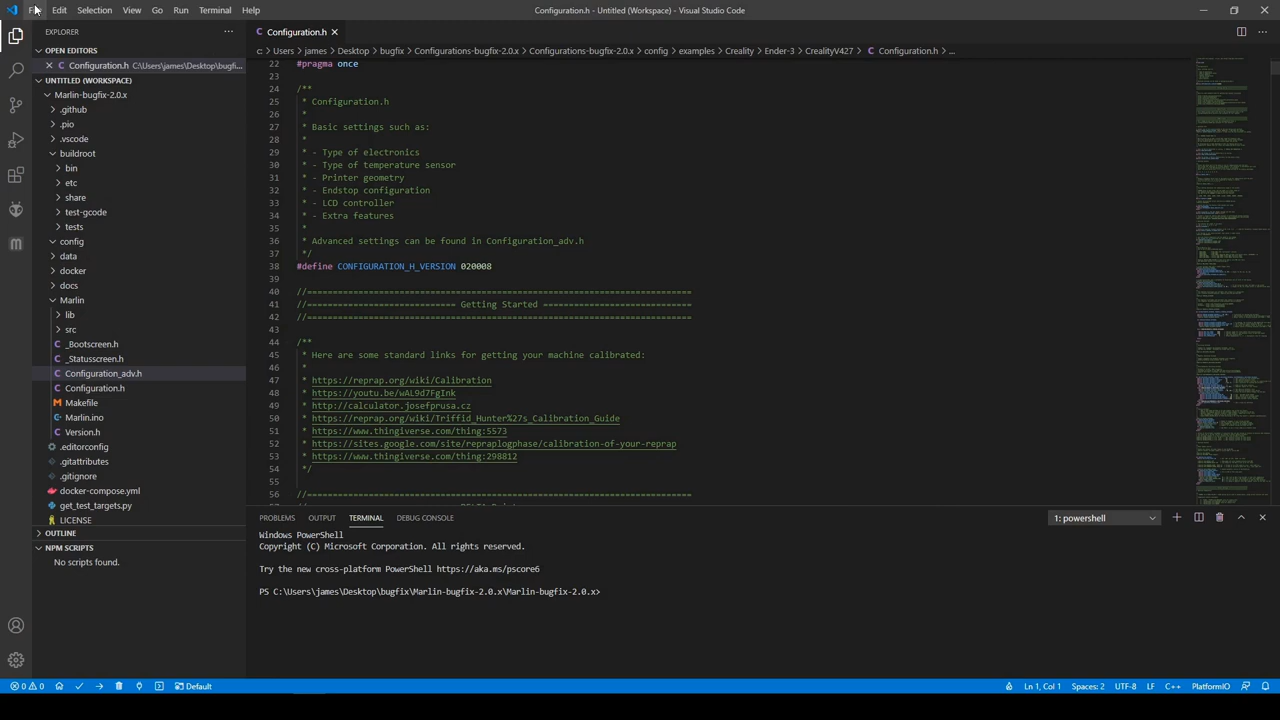 File Edit Selection View Go Run Terminal Help
Configuration.h - Untitled (Workspace) - Visual Studio Code
EXPLORER
OPEN EDITORS
Configuration.h C:\Users\james\Desktop\bugfi...
UNTITLED (WORKSPACE)
Marlin-bugfix-2.0.x
.github
.pio
.vscode
buildroot
bin
etc
share
test-gcode
tests
config
data
docker
docs
Marlin
lib
src
_Bootscreen.h
_Statusscreen.h
Configuration_adv.h
Configuration.h
Makefile
Marlin.ino
Version.h
.editorconfig
.gitattributes
.gitignore
docker-compose.yml
get_test_targets.py
LICENSE
OUTLINE
NPM SCRIPTS
No scripts found.
Configuration.h
C: > Users > james > Desktop > bugfix > Configurations-bugfix-2.0.x > Configurations-bugfix-2.0.x > config > examples > Creality > Ender-3 > CrealityV427 > Configuration.h > ...
22 #pragma once
23
24 /**
25 * Configuration.h
26 *
27 * Basic settings such as:
28 *
29 * - Type of electronics
30 * - Type of temperature sensor
31 * - Printer geometry
32 * - Endstop configuration
33 * - LCD controller
34 * - Extra features
35 *
36 * Advanced settings can be found in Configuration_adv.h
37 */
38 #define CONFIGURATION_H_VERSION 020008
39
40 //===========================================================================
41 //============================= Getting Started =============================
42 //===========================================================================
43
44 /**
45 * Here are some standard links for getting your machine calibrated:
46 *
47 * https://reprap.org/wiki/Calibration
48 * https://youtu.be/wAL9d7FgInk
49 * http://calculator.josefprusa.cz
50 * https://reprap.org/wiki/Triffid_Hunter%27s_Calibration_Guide
51 * https://www.thingiverse.com/thing:5573
52 * https://sites.google.com/site/repraplogphase/calibration-of-your-reprap
53 * https://www.thingiverse.com/thing:298812
54 */
55
56 //===========================================================================
PROBLEMS OUTPUT TERMINAL DEBUG CONSOLE
1: powershell
Windows PowerShell
Copyright (C) Microsoft Corporation. All rights reserved.
Try the new cross-platform PowerShell https://aka.ms/pscore6
PS C:\Users\james\Desktop\bugfix\Marlin-bugfix-2.0.x\Marlin-bugfix-2.0.x>
0 0 Default
Ln 1, Col 1 Spaces: 2 UTF-8 LF C++ PlatformIO